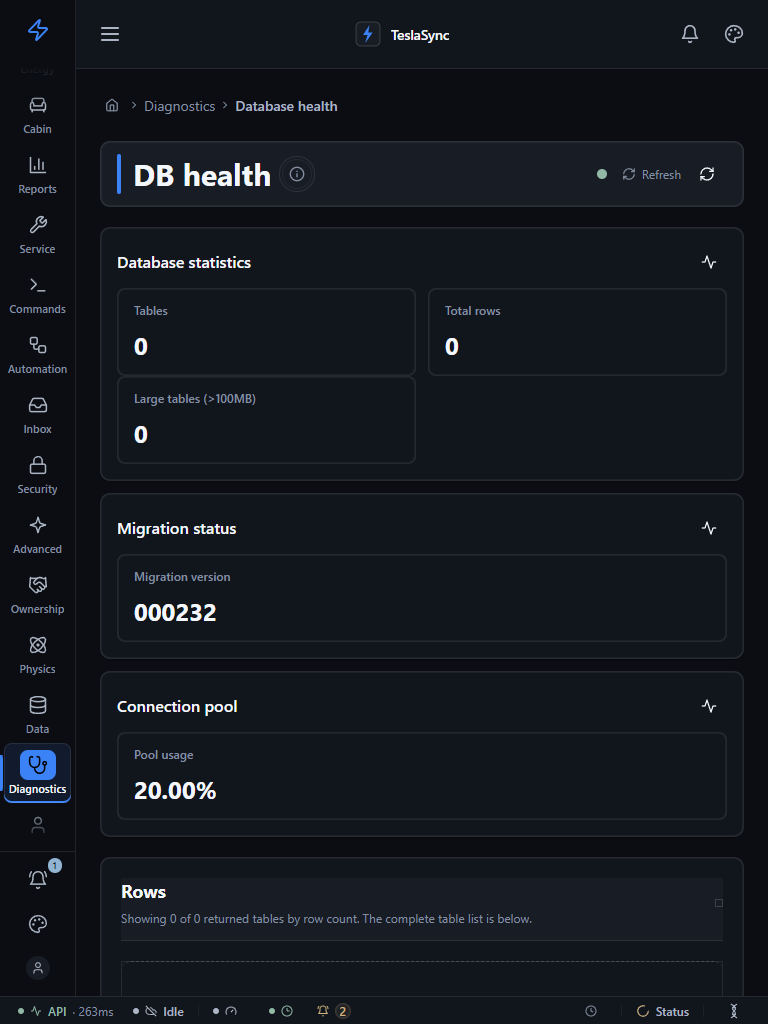 TeslaSync
Energy
Cabin
Reports
Service
Commands
Automation
Inbox
Security
Advanced
Ownership
Physics
Data
Diagnostics
1
Diagnostics
Database health
DB health
Refresh
Database statistics
Tables
0
Total rows
0
Large tables (>100MB)
0
Migration status
Migration version
000232
Connection pool
Pool usage
20.00%
Rows
Showing 0 of 0 returned tables by row count. The complete table list is below.
API · 263ms
Idle
2
Status